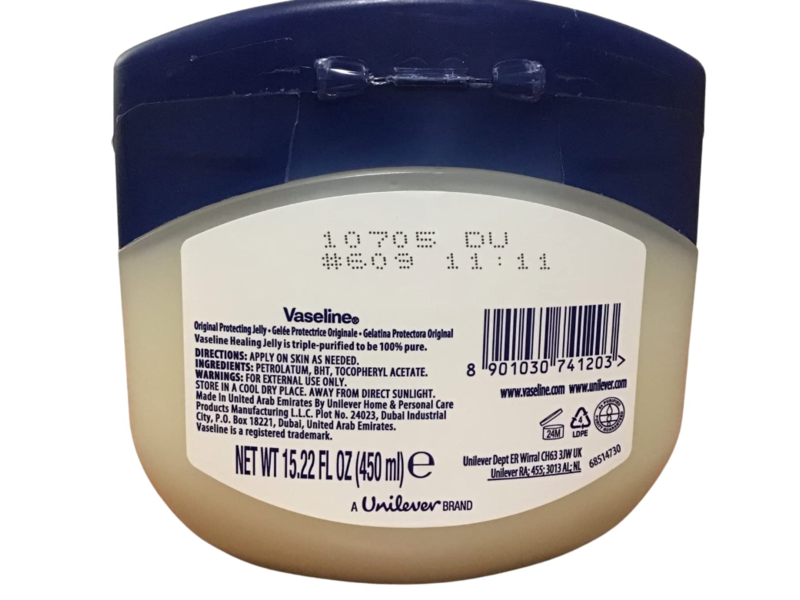 10705 DU
#609 11:11
Vaseline®
Original Protecting Jelly • Gelée Protectrice Originale • Gelatina Protectora Original
Vaseline Healing Jelly is triple-purified to be 100% pure.
DIRECTIONS: APPLY ON SKIN AS NEEDED.
INGREDIENTS: PETROLATUM, BHT, TOCOPHERYL ACETATE.
WARNINGS: FOR EXTERNAL USE ONLY.
STORE IN A COOL DRY PLACE. AWAY FROM DIRECT SUNLIGHT.
Made In United Arab Emirates By Unilever Home & Personal Care
Products Manufacturing L.L.C. Plot No. 24023, Dubai Industrial
City, P.O. Box 18221, Dubai, United Arab Emirates.
Vaseline is a registered trademark.
NET WT 15.22 FL OZ (450 ml) e
8 901030 741203 >
www.vaseline.com www.unilever.com
24M
4
LDPE
Unilever Dept ER Wirral CH63 3JW UK
Unilever RA; 455; 3013 AL; NL
68514730
A Unilever BRAND